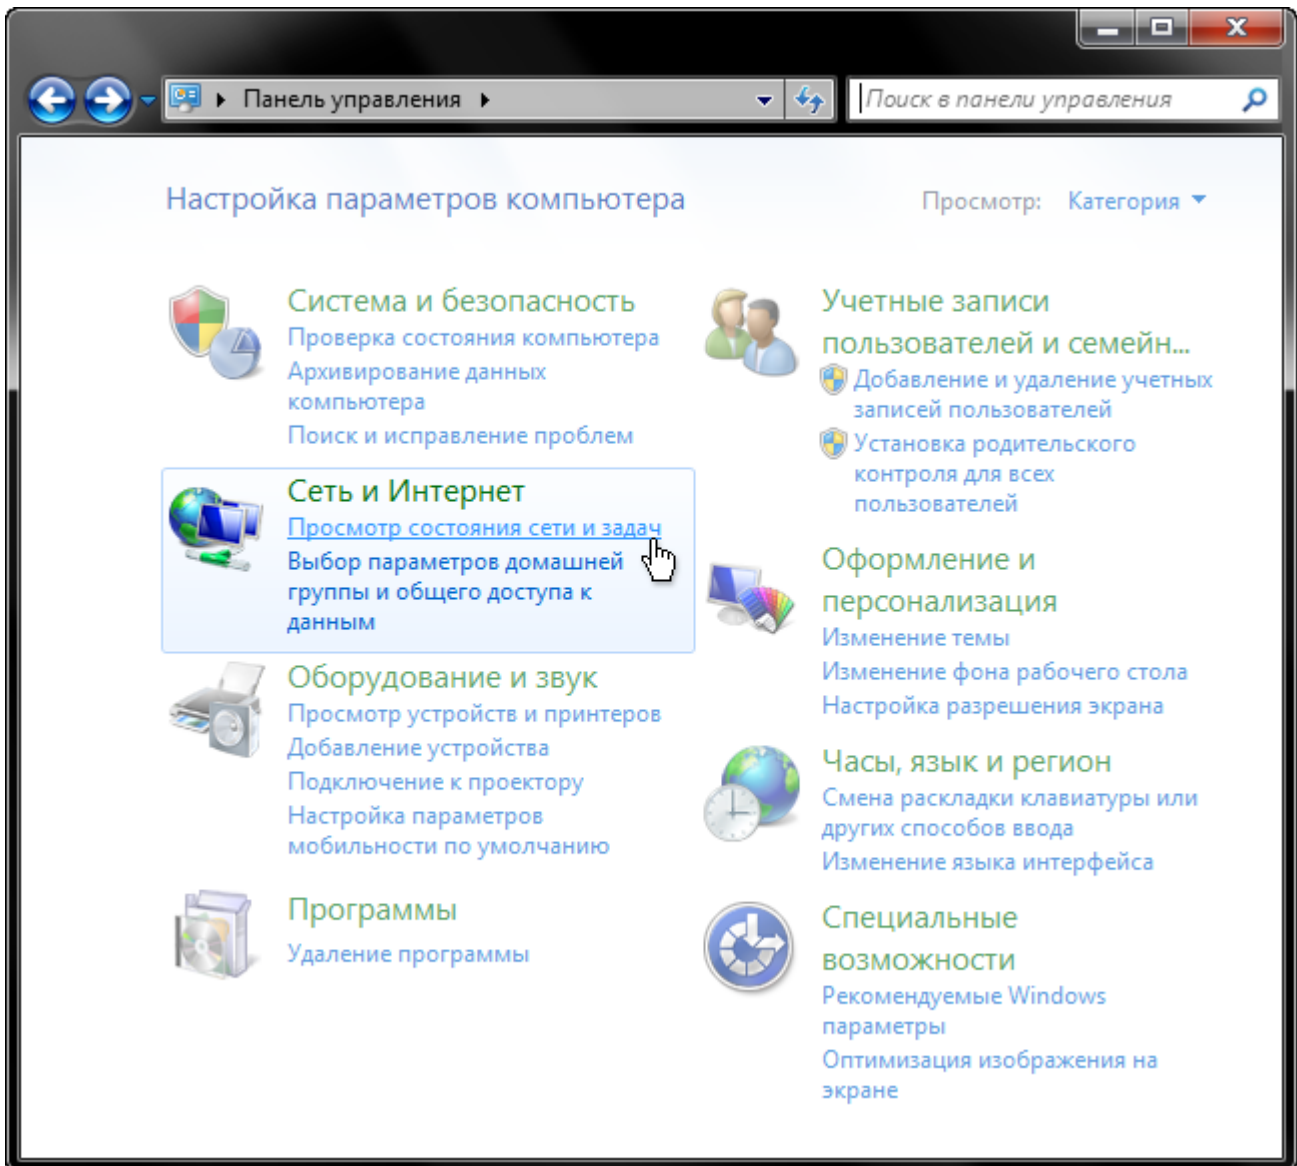 Панель управления
Поиск в панели управления
Настройка параметров компьютера
Просмотр: Категория
Система и безопасность
Проверка состояния компьютера
Архивирование данных
компьютера
Поиск и исправление проблем
Сеть и Интернет
Просмотр состояния сети и задач
Выбор параметров домашней
группы и общего доступа к
данным
Оборудование и звук
Просмотр устройств и принтеров
Добавление устройства
Подключение к проектору
Настройка параметров
мобильности по умолчанию
Программы
Удаление программы
Учетные записи
пользователей и семейн...
Добавление и удаление учетных
записей пользователей
Установка родительского
контроля для всех
пользователей
Оформление и
персонализация
Изменение темы
Изменение фона рабочего стола
Настройка разрешения экрана
Часы, язык и регион
Смена раскладки клавиатуры или
других способов ввода
Изменение языка интерфейса
Специальные
возможности
Рекомендуемые Windows
параметры
Оптимизация изображения на
экране